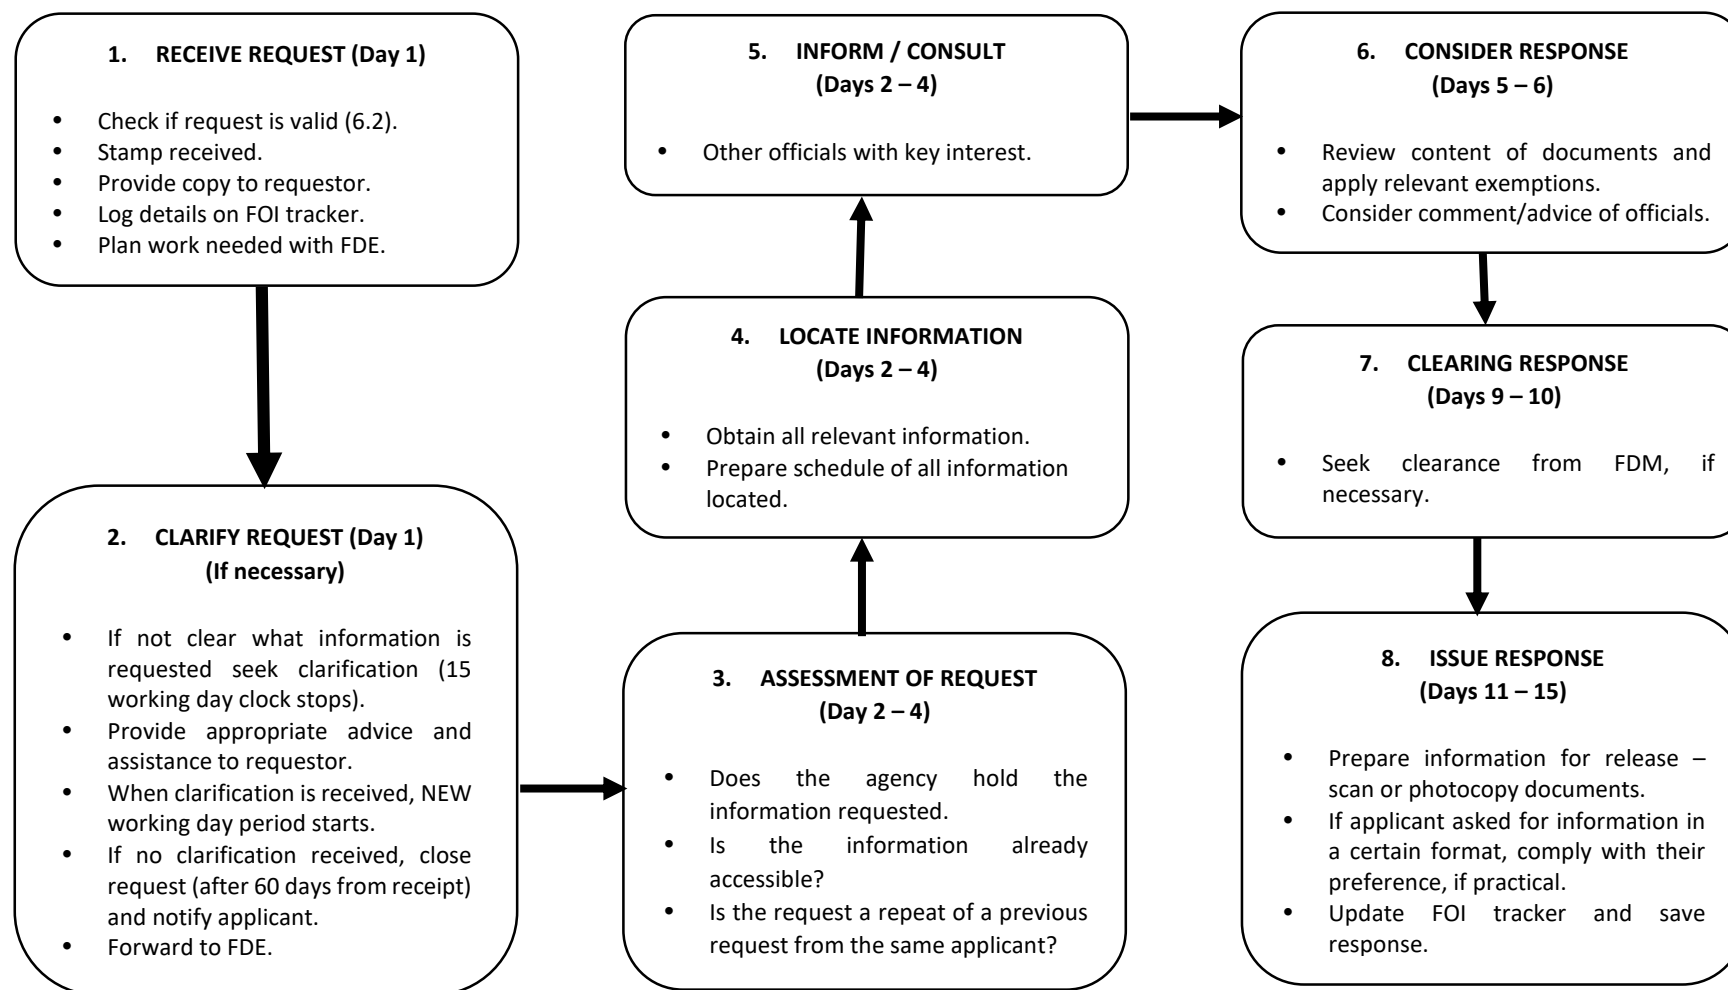 1. RECEIVE REQUEST (Day 1)
• Check if request is valid (6.2).
• Stamp received.
• Provide copy to requestor.
• Log details on FOI tracker.
• Plan work needed with FDE.
2. CLARIFY REQUEST (Day 1)
(If necessary)
• If not clear what information is
requested seek clarification (15
working day clock stops).
• Provide appropriate advice and
assistance to requestor.
• When clarification is received, NEW
working day period starts.
• If no clarification received, close
request (after 60 days from receipt)
and notify applicant.
• Forward to FDE.
3. ASSESSMENT OF REQUEST
(Day 2 – 4)
• Does the agency hold the
information requested.
• Is the information already
accessible?
• Is the request a repeat of a previous
request from the same applicant?
4. LOCATE INFORMATION
(Days 2 – 4)
• Obtain all relevant information.
• Prepare schedule of all information
located.
5. INFORM / CONSULT
(Days 2 – 4)
• Other officials with key interest.
6. CONSIDER RESPONSE
(Days 5 – 6)
• Review content of documents and
apply relevant exemptions.
• Consider comment/advice of officials.
7. CLEARING RESPONSE
(Days 9 – 10)
• Seek clearance from FDM, if
necessary.
8. ISSUE RESPONSE
(Days 11 – 15)
• Prepare information for release –
scan or photocopy documents.
• If applicant asked for information in
a certain format, comply with their
preference, if practical.
• Update FOI tracker and save
response.